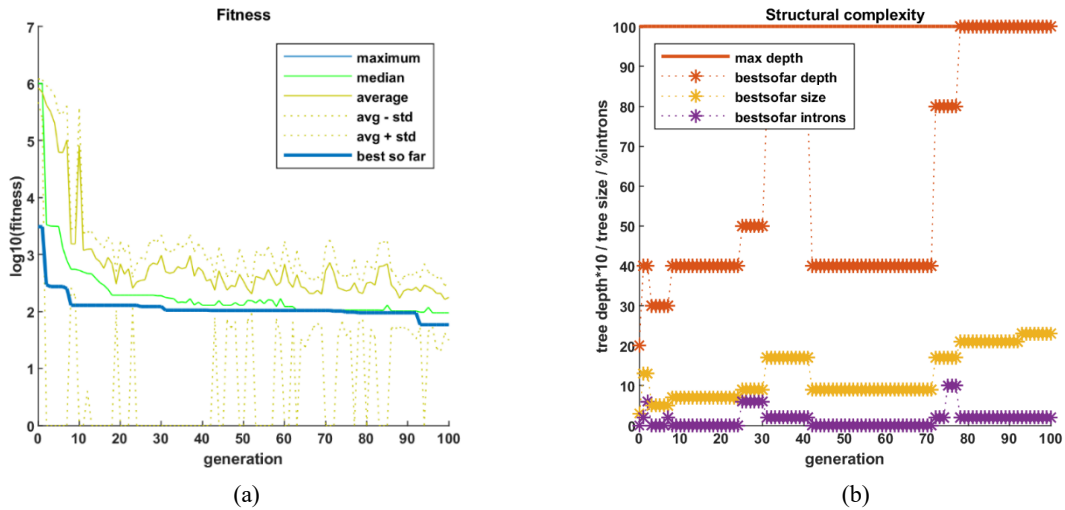 Fitness
log10(fitness)
7
6
5
4
3
2
1
0
maximum
median
average
avg - std
avg + std
best so far
0 10 20 30 40 50 60 70 80 90 100
generation
(a)
Structural complexity
tree depth*10 / tree size / %introns
100
90
80
70
60
50
40
30
20
10
0
max depth
bestsofar depth
bestsofar size
bestsofar introns
0 10 20 30 40 50 60 70 80 90 100
generation
(b)